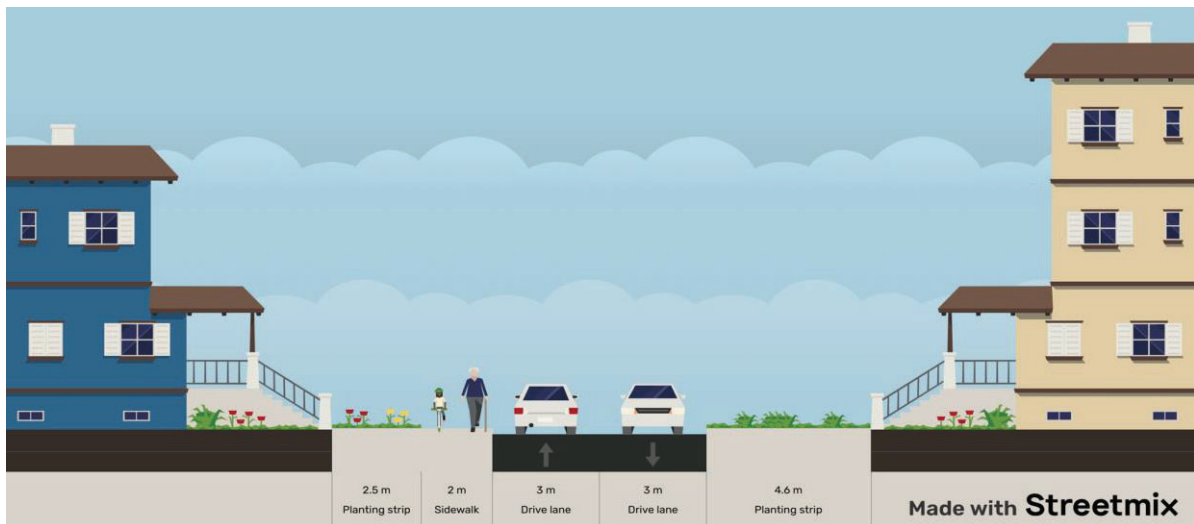 2.5 m
Planting strip
2 m
Sidewalk
3 m
Drive lane
3 m
Drive lane
4.6 m
Planting strip
Made with Streetmix